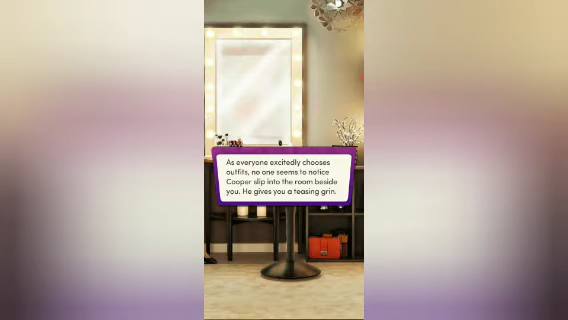 As everyone excitedly chooses
outfits, no one seems to notice
Cooper slip into the room beside
you. He gives you a teasing grin.